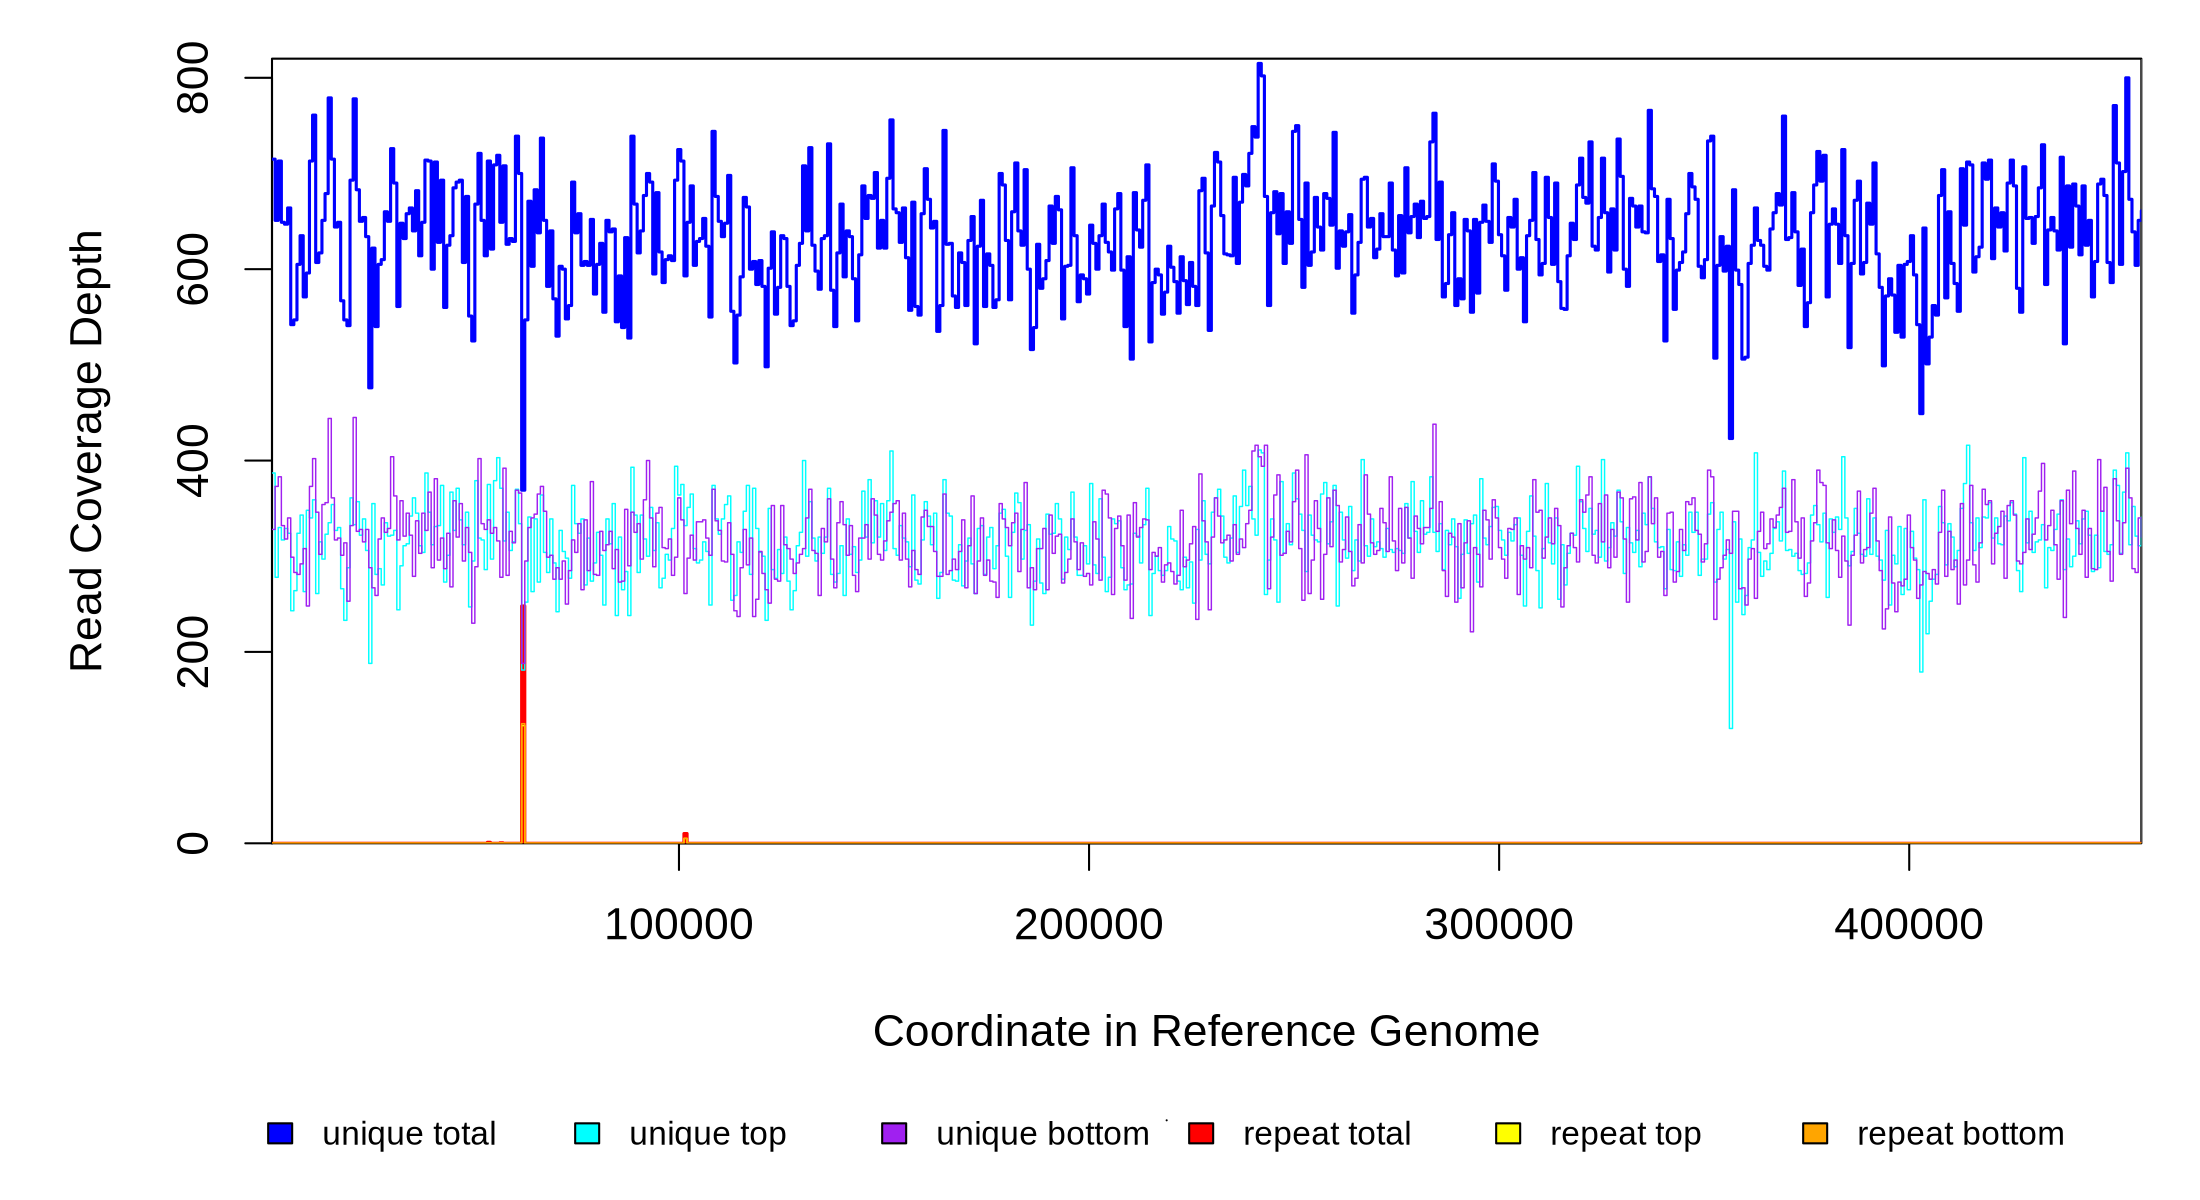 800
600
400
200
0
Read Coverage Depth
100000 200000 300000 400000
Coordinate in Reference Genome
unique total unique top unique bottom repeat total repeat top repeat bottom